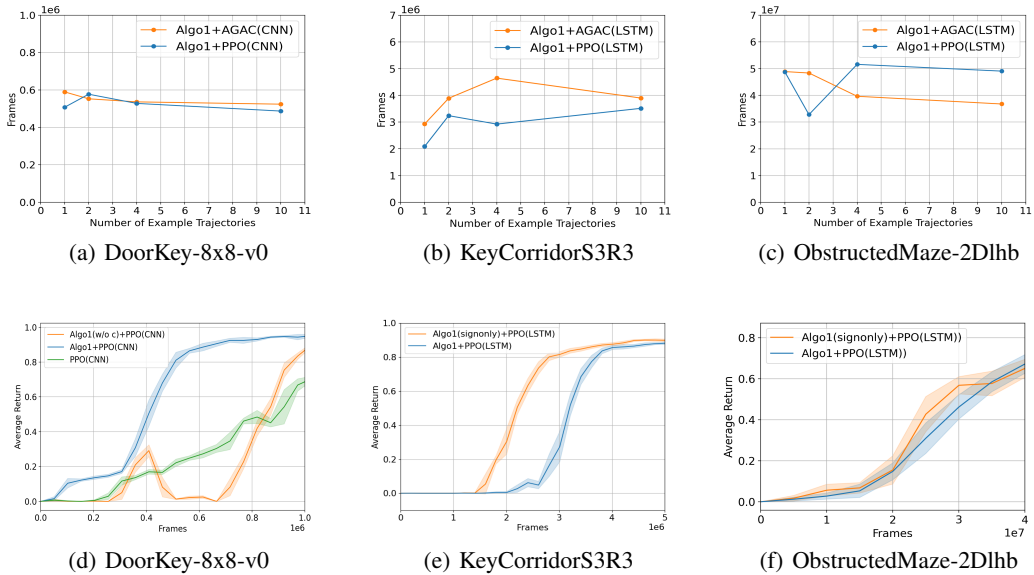 1e6
1.0
0.8
0.6
0.4
0.2
0.0
Frames
Algo1+AGAC(CNN)
Algo1+PPO(CNN)
0 1 2 3 4 5 6 7 8 9 10 11
Number of Example Trajectories
(a) DoorKey-8x8-v0
1e6
7
6
5
4
3
2
1
0
Frames
Algo1+AGAC(LSTM)
Algo1+PPO(LSTM)
0 1 2 3 4 5 6 7 8 9 10 11
Number of Example Trajectories
(b) KeyCorridorS3R3
1e7
7
6
5
4
3
2
1
0
Frames
Algo1+AGAC(LSTM)
Algo1+PPO(LSTM)
0 1 2 3 4 5 6 7 8 9 10 11
Number of Example Trajectories
(c) ObstructedMaze-2Dlhb
1.0
0.8
0.6
0.4
0.2
0.0
Average Return
Algo1(w/o c)+PPO(CNN)
Algo1+PPO(CNN)
PPO(CNN)
0.0 0.2 0.4 0.6 0.8 1.0
1e6
Frames
(d) DoorKey-8x8-v0
1.0
0.8
0.6
0.4
0.2
0.0
Average Return
Algo1(signonly)+PPO(LSTM)
Algo1+PPO(LSTM)
0 1 2 3 4 5
1e6
Frames
(e) KeyCorridorS3R3
0.8
0.6
0.4
0.2
0.0
Average Return
Algo1(signonly)+PPO(LSTM))
Algo1+PPO(LSTM))
0 1 2 3 4
1e7
Frames
(f) ObstructedMaze-2Dlhb